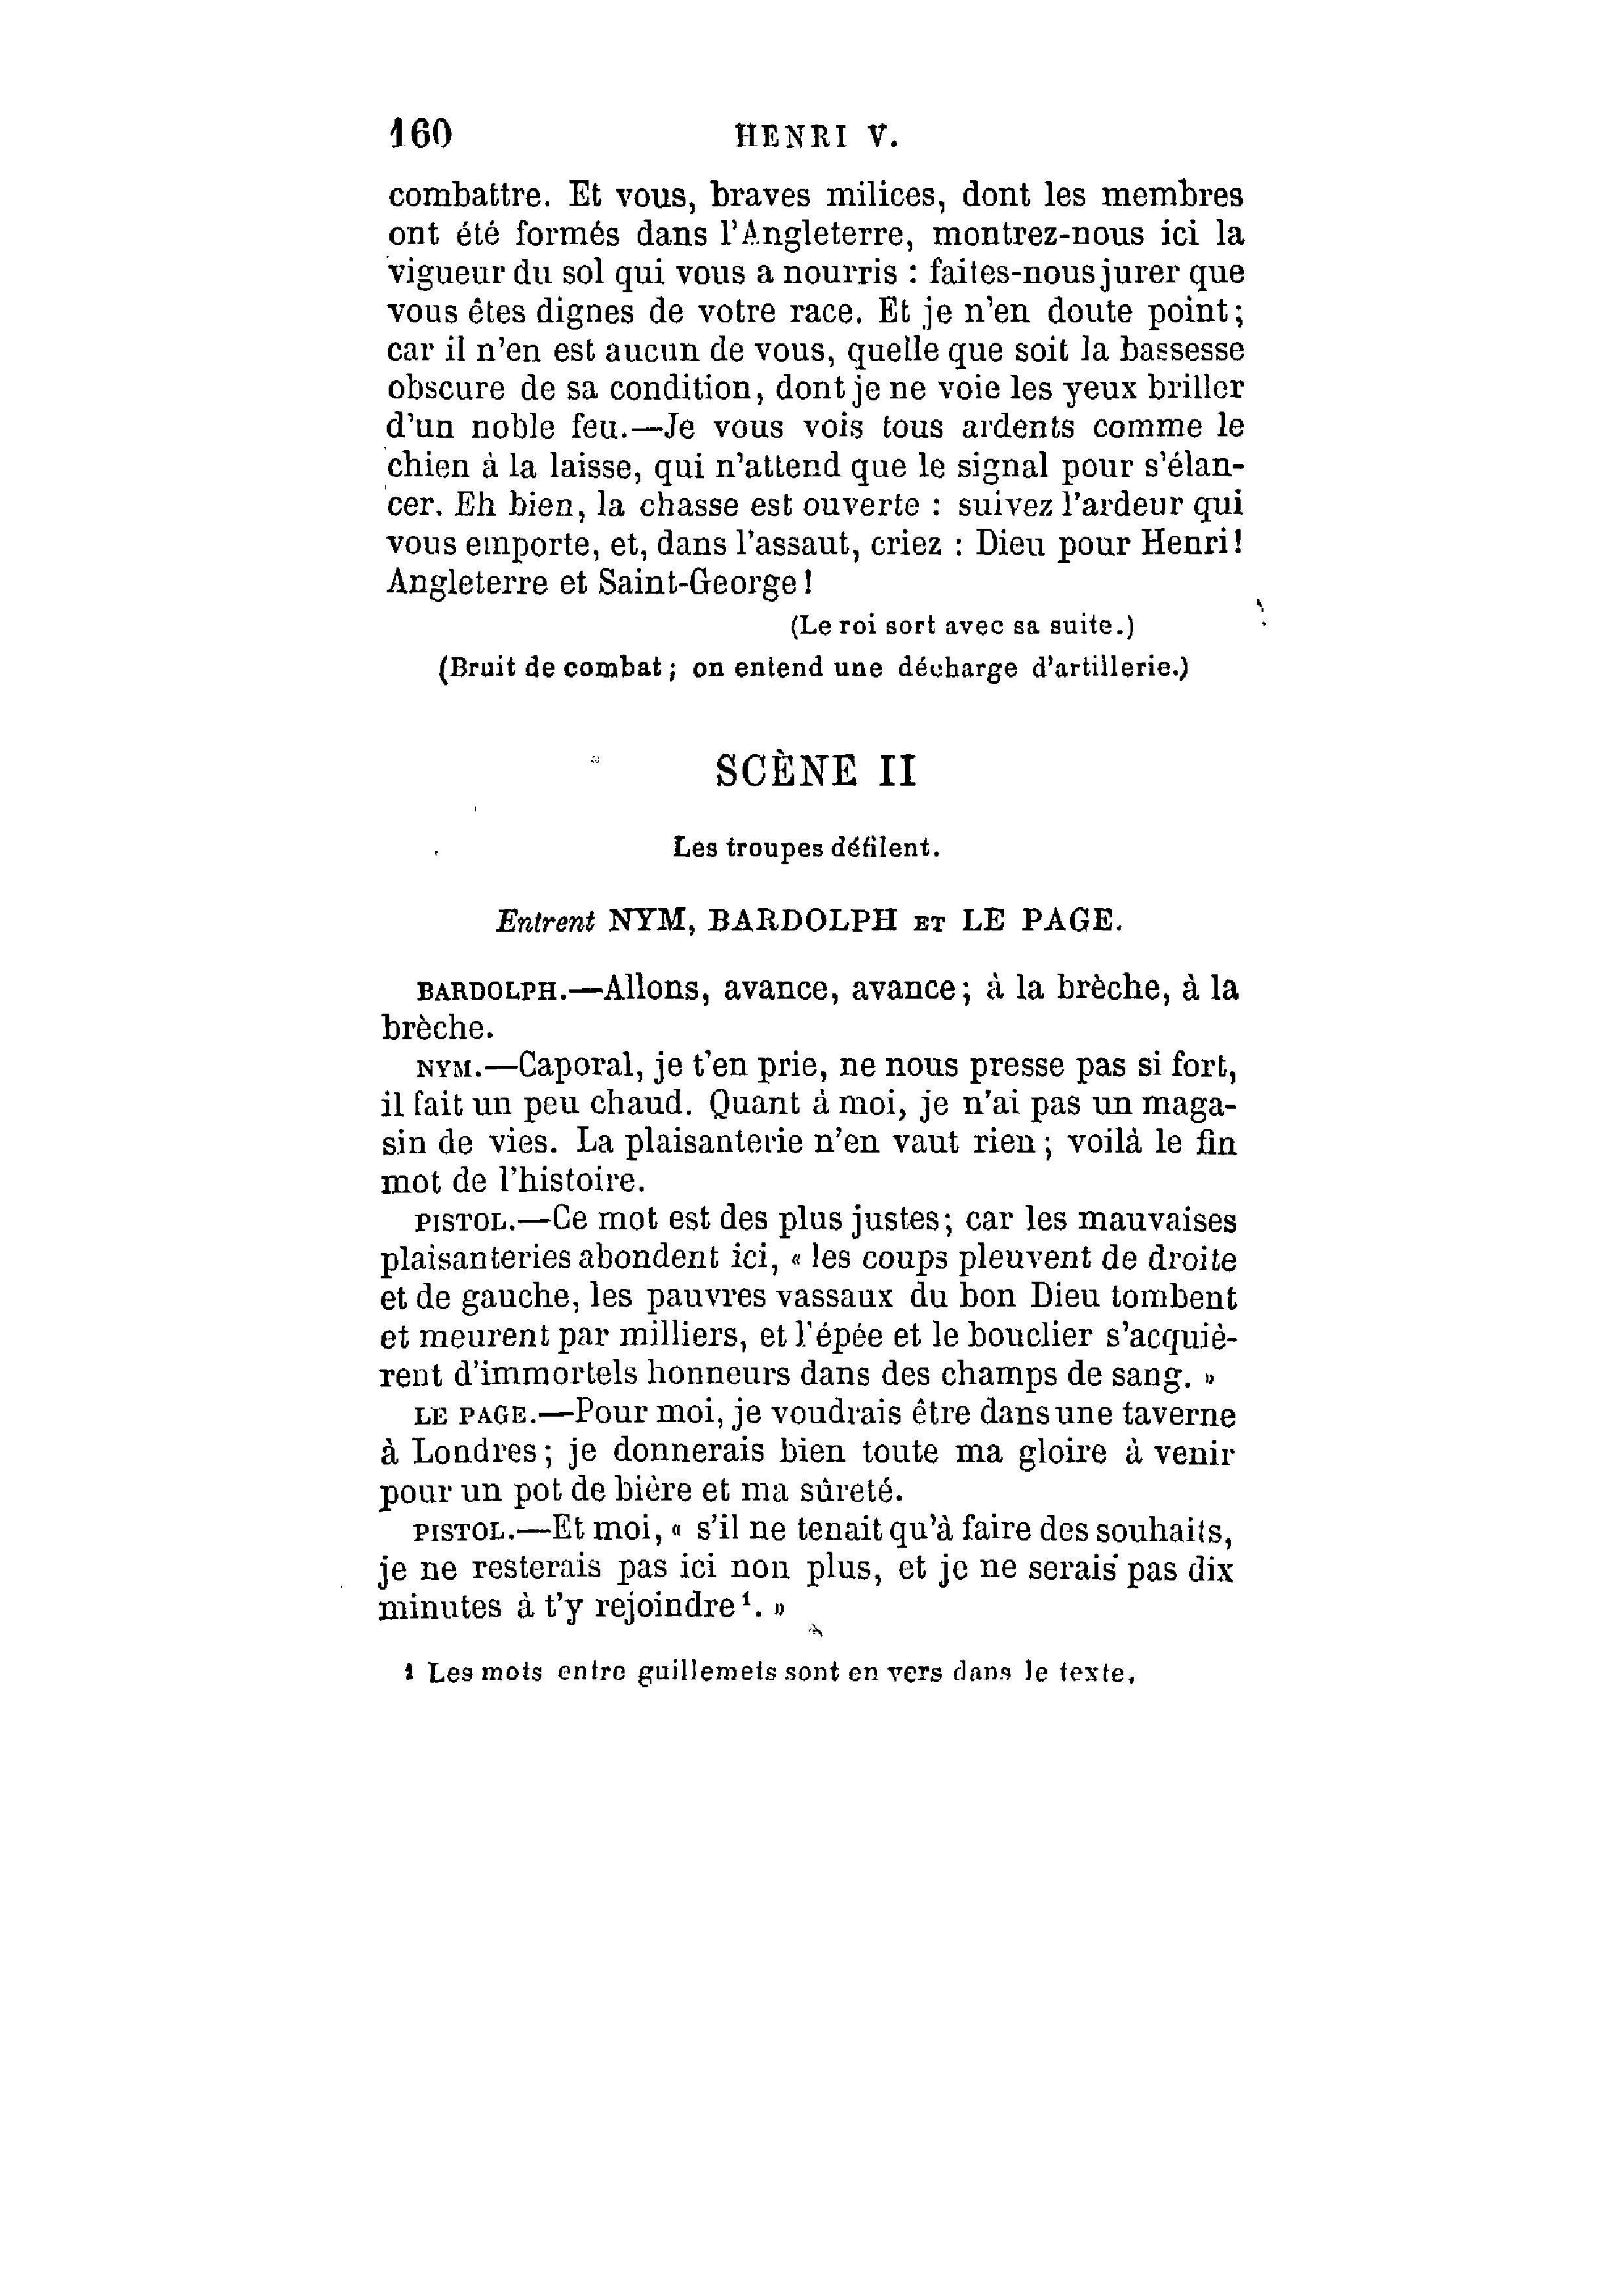 160 HENRI V.
combattre. Et vous, braves milices, dont les membres
ont été formés dans l'Angleterre, montrez-nous ici la
vigueur du sol qui vous a nourris : faites-nous jurer que
vous êtes dignes de votre race. Et je n'en doute point;
car il n'en est aucun de vous, quelle que soit la bassesse
obscure de sa condition, dont je ne voie les yeux briller
d'un noble feu.—Je vous vois tous ardents comme le
chien à la laisse, qui n'attend que le signal pour s'élan-
cer. Eh bien, la chasse est ouverte : suivez l'ardeur qui
vous emporte, et, dans l'assaut, criez : Dieu pour Henri!
Angleterre et Saint-George!
(Le roi sort avec sa suite.)
(Bruit de combat; on entend une décharge d'artillerie.)
SCÈNE II
Les troupes défilent.
Entrent NYM, BARDOLPH ET LE PAGE.
BARDOLPH.—Allons, avance, avance; à la brèche, à la
brèche.
NYM.—Caporal, je t'en prie, ne nous presse pas si fort,
il fait un peu chaud. Quant à moi, je n'ai pas un maga-
sin de vies. La plaisanterie n'en vaut rien; voilà le fin
mot de l'histoire.
PISTOL.—Ce mot est des plus justes; car les mauvaises
plaisanteries abondent ici, « les coups pleuvent de droite
et de gauche, les pauvres vassaux du bon Dieu tombent
et meurent par milliers, et l'épée et le bouclier s'acquiè-
rent d'immortels honneurs dans des champs de sang. »
LE PAGE.—Pour moi, je voudrais être dans une taverne
à Londres; je donnerais bien toute ma gloire à venir
pour un pot de bière et ma sûreté.
PISTOL.—Et moi, « s'il ne tenait qu'à faire des souhaits,
je ne resterais pas ici non plus, et je ne serais pas dix
minutes à t'y rejoindre¹. »
1 Les mots entre guillemets sont en vers dans le texte.